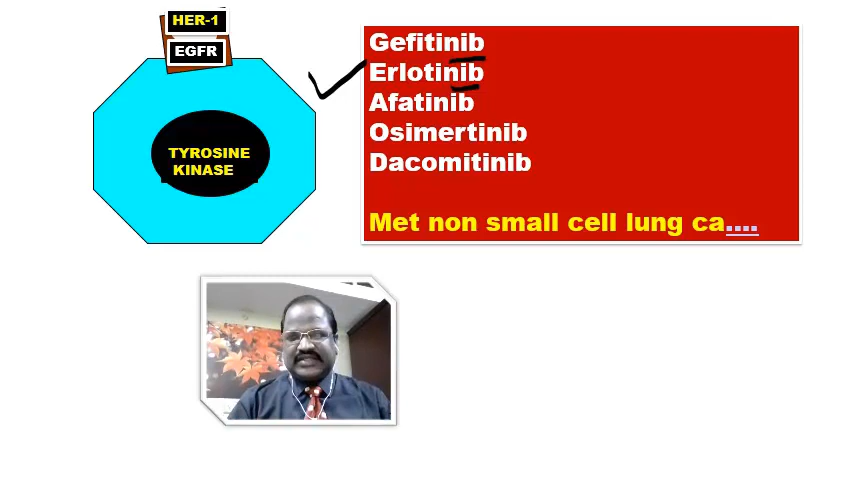 HER-1
EGFR
TYROSINE
KINASE
Gefitinib
Erlotinib
Afatinib
Osimertinib
Dacomitinib
Met non small cell lung ca....